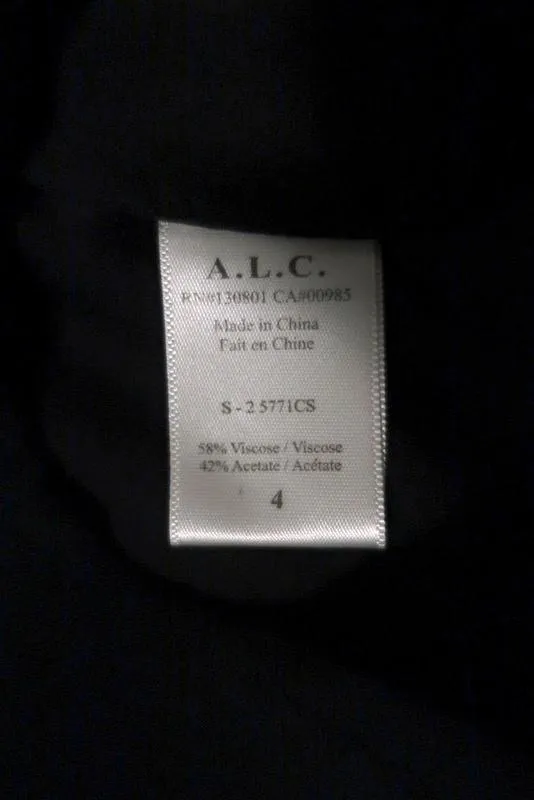 A.L.C.
RN#130801 CA#00985
Made in China
Fait en Chine
S - 2 5771CS
58% Viscose / Viscose
42% Acetate / Acétate
4